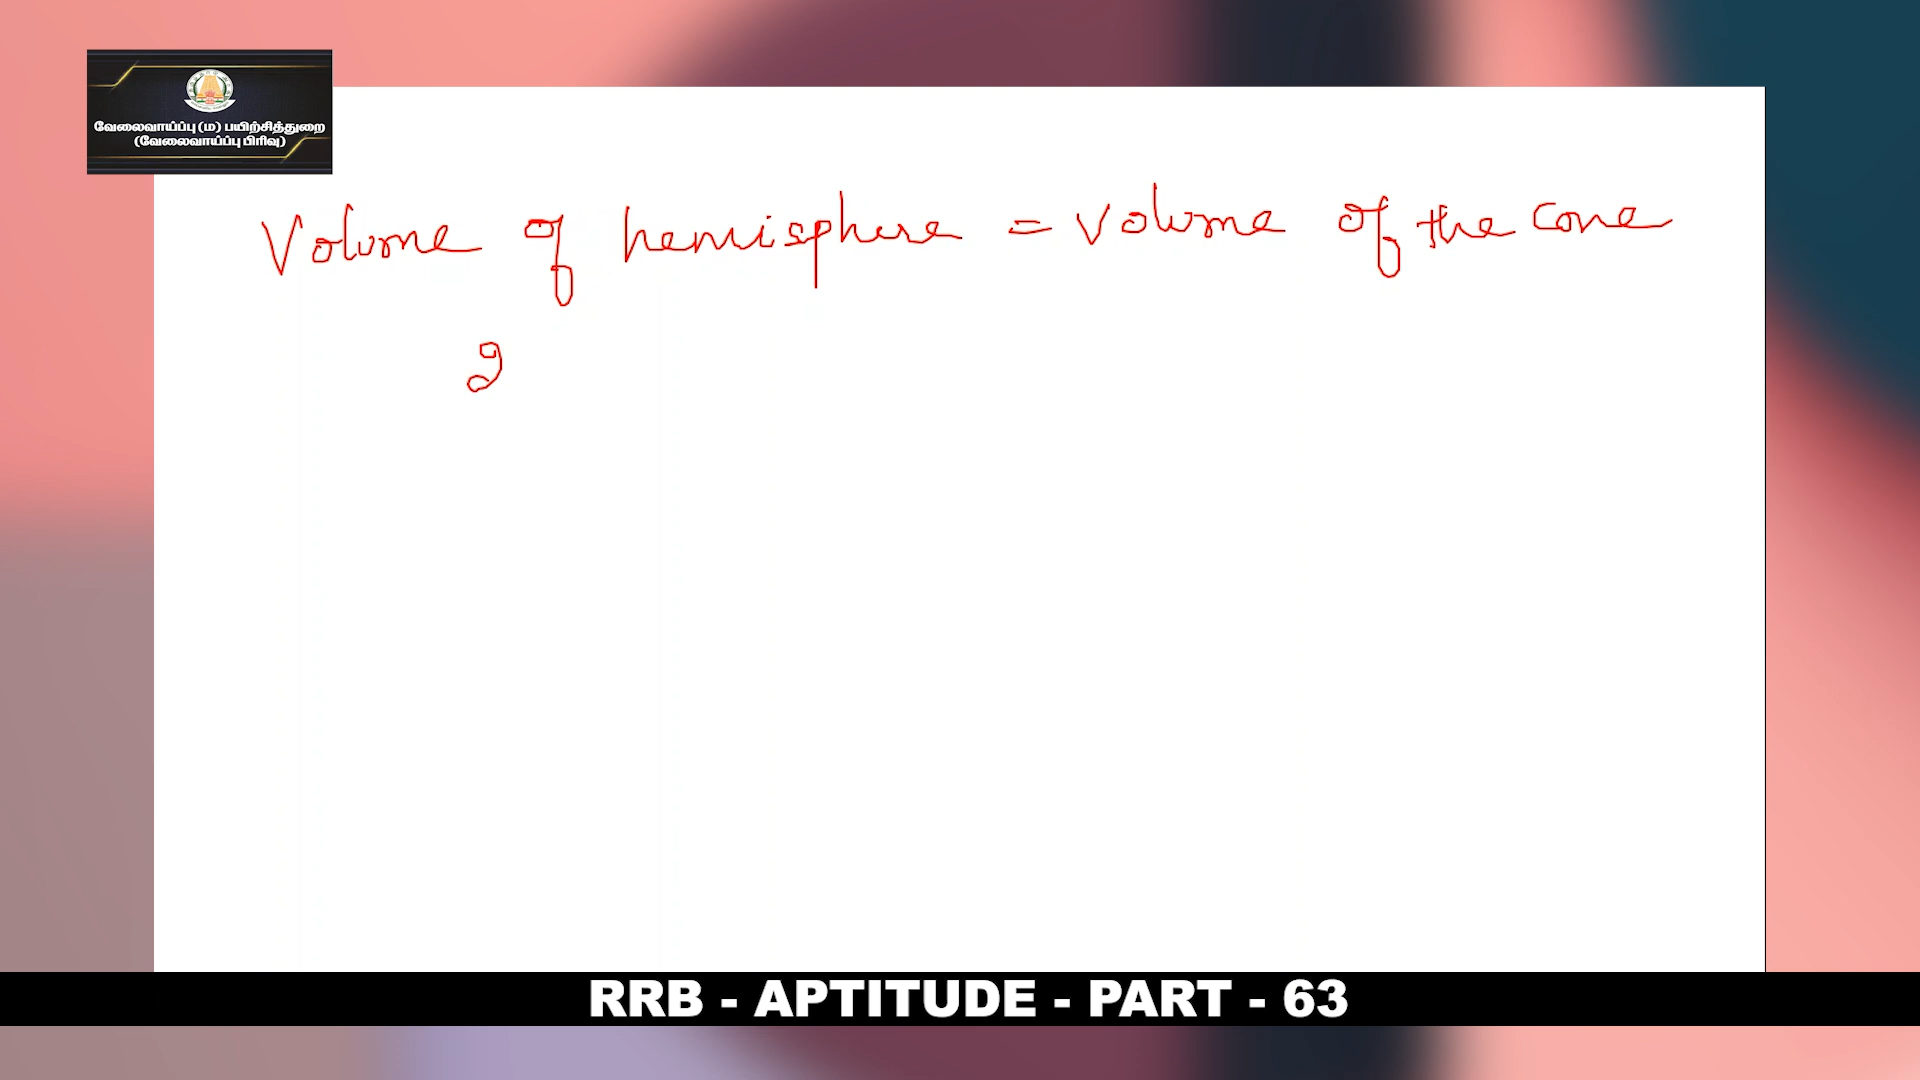 வேலைவாய்ப்பு (ம) பயிற்சித்துறை
(வேலைவாய்ப்பு பிரிவு)
Volume of hemisphere = Volume of the cone
2
RRB - APTITUDE - PART - 63